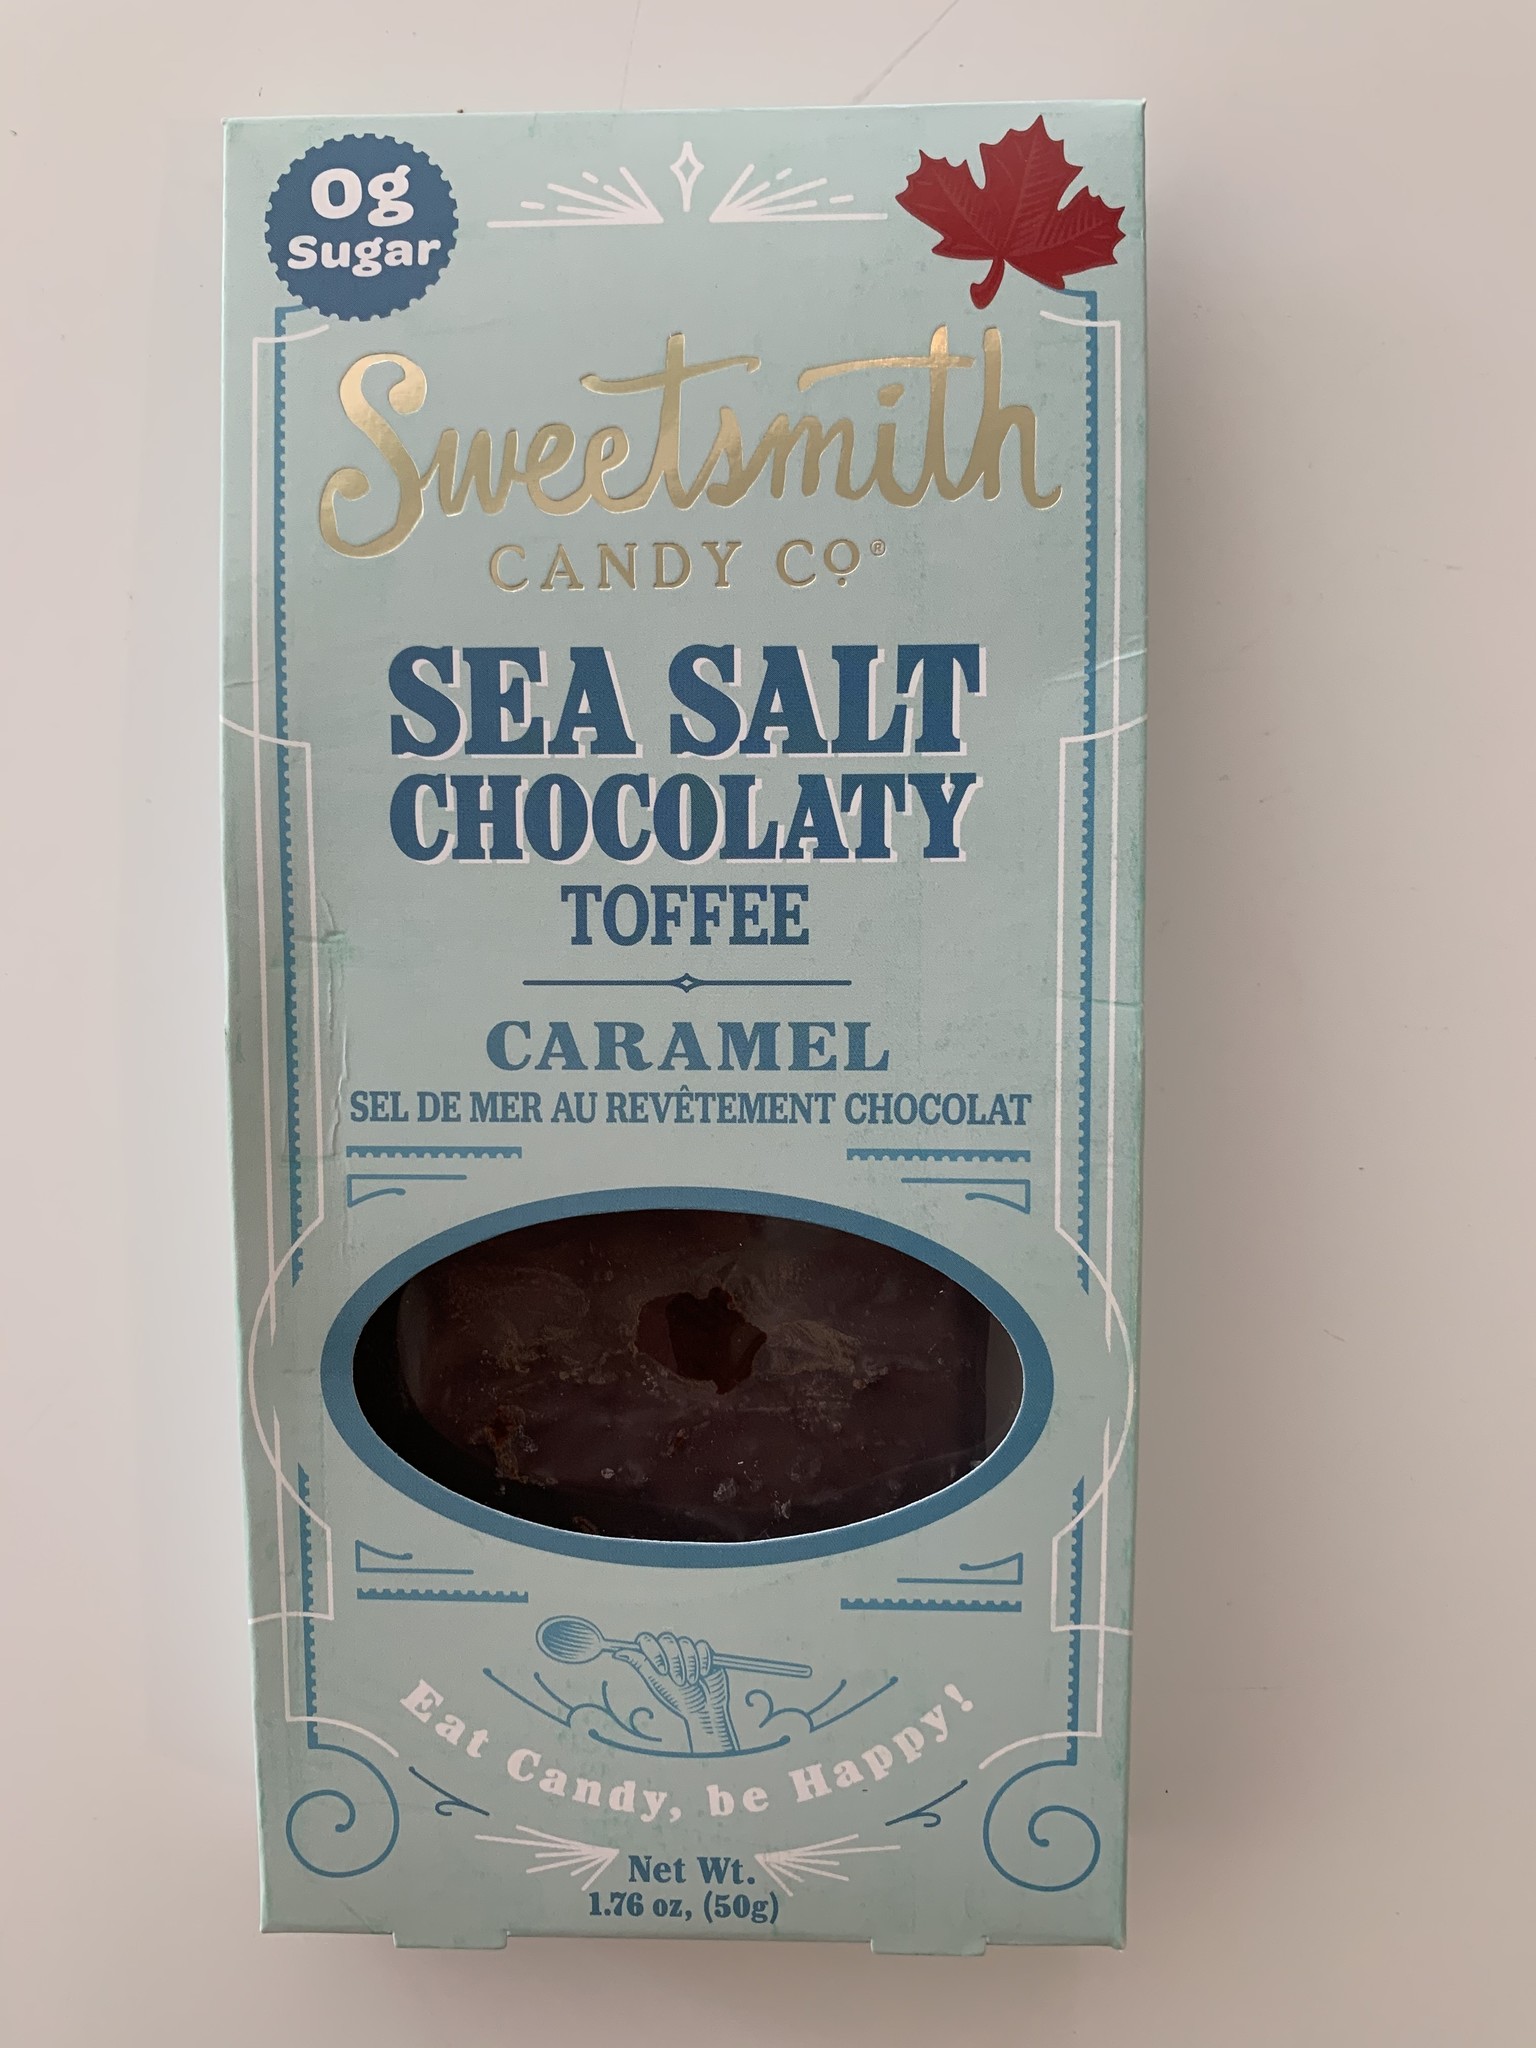 0g
Sugar
Sweetsmith
CANDY CO®
SEA SALT
CHOCOLATY
TOFFEE
CARAMEL
SEL DE MER AU REVÊTEMENT CHOCOLAT
Eat Candy, be Happy!
Net Wt.
1.76 oz, (50g)